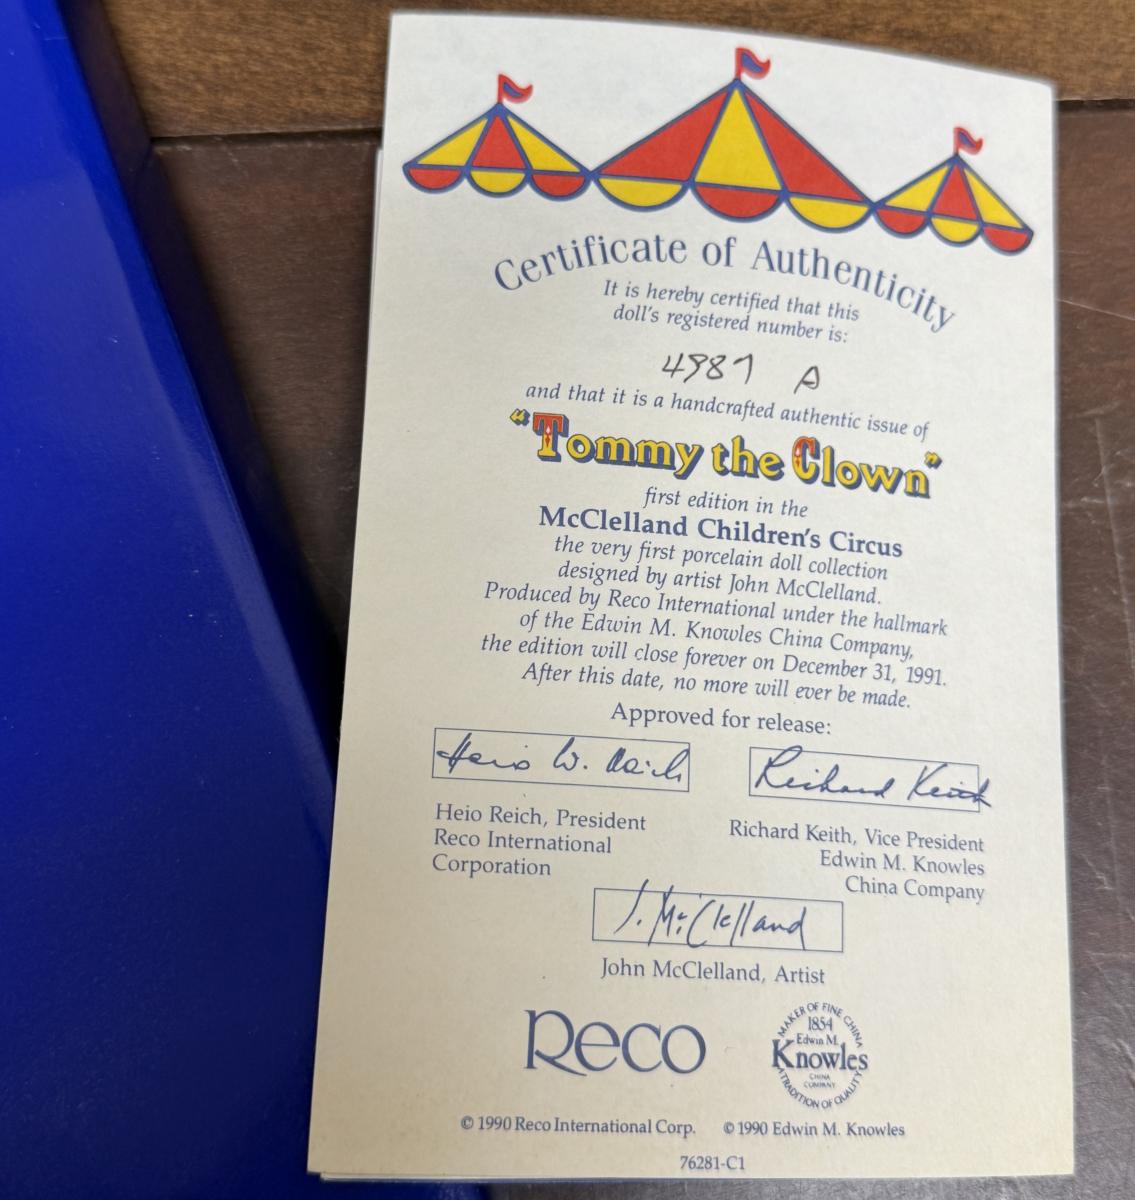 Certificate of Authenticity
It is hereby certified that this
doll's registered number is:
4987 A
and that it is a handcrafted authentic issue of
"Tommy the Clown"
first edition in the
McClelland Children's Circus
the very first porcelain doll collection
designed by artist John McClelland.
Produced by Reco International under the hallmark
of the Edwin M. Knowles China Company,
the edition will close forever on December 31, 1991.
After this date, no more will ever be made.
Approved for release:
Heio W. Reich
Richard Keith
Heio Reich, President
Reco International
Corporation
Richard Keith, Vice President
Edwin M. Knowles
China Company
J. McClelland
John McClelland, Artist
Reco
MAKER OF FINE CHINA
1854
Edwin M.
Knowles
CHINA
COMPANY
TRADITION OF QUALITY
© 1990 Reco International Corp.
© 1990 Edwin M. Knowles
76281-C1